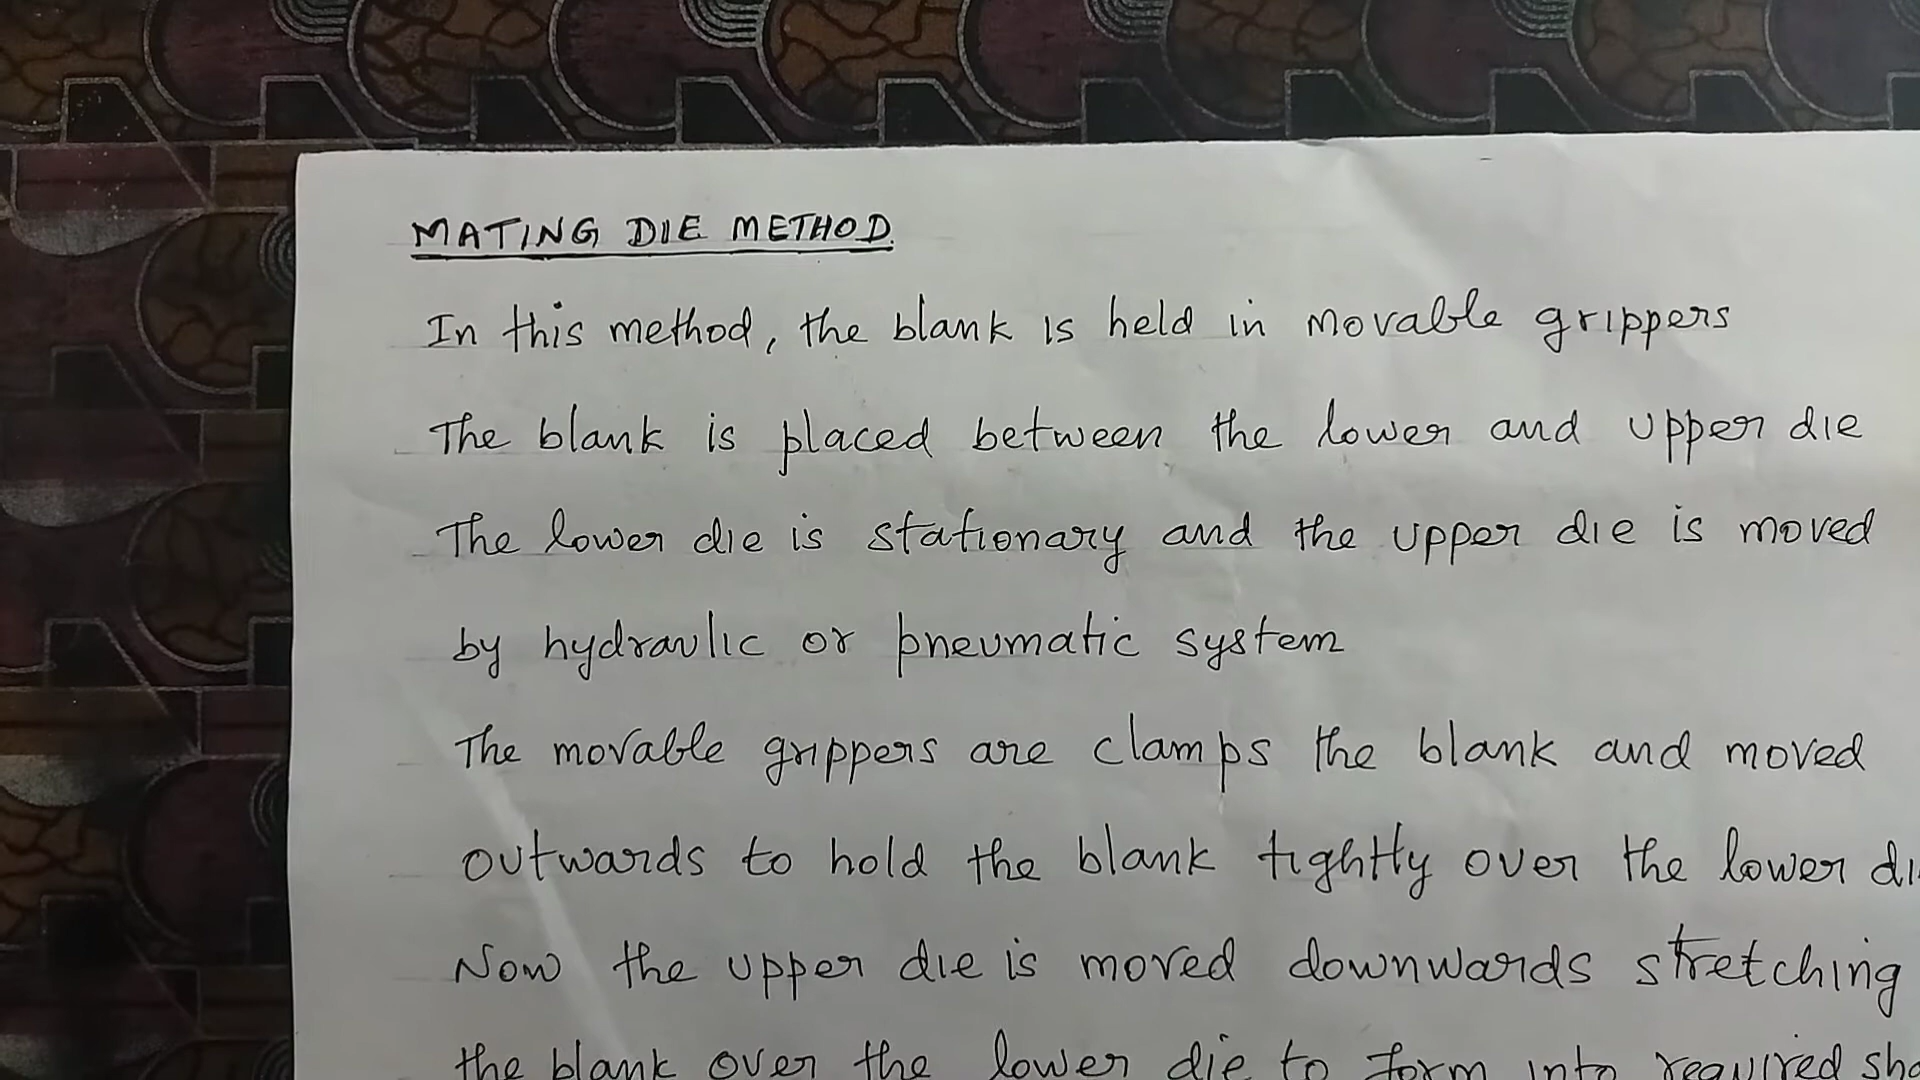 MATING DIE METHOD.
In this method, the blank is held in movable grippers
The blank is placed between the lower and upper die
The lower die is stationary and the upper die is moved
by hydraulic or pneumatic system
The movable grippers are clamps the blank and moved
outwards to hold the blank tightly over the lower
Now the upper die is moved downwards stretching
the blank over the lower die to form into required